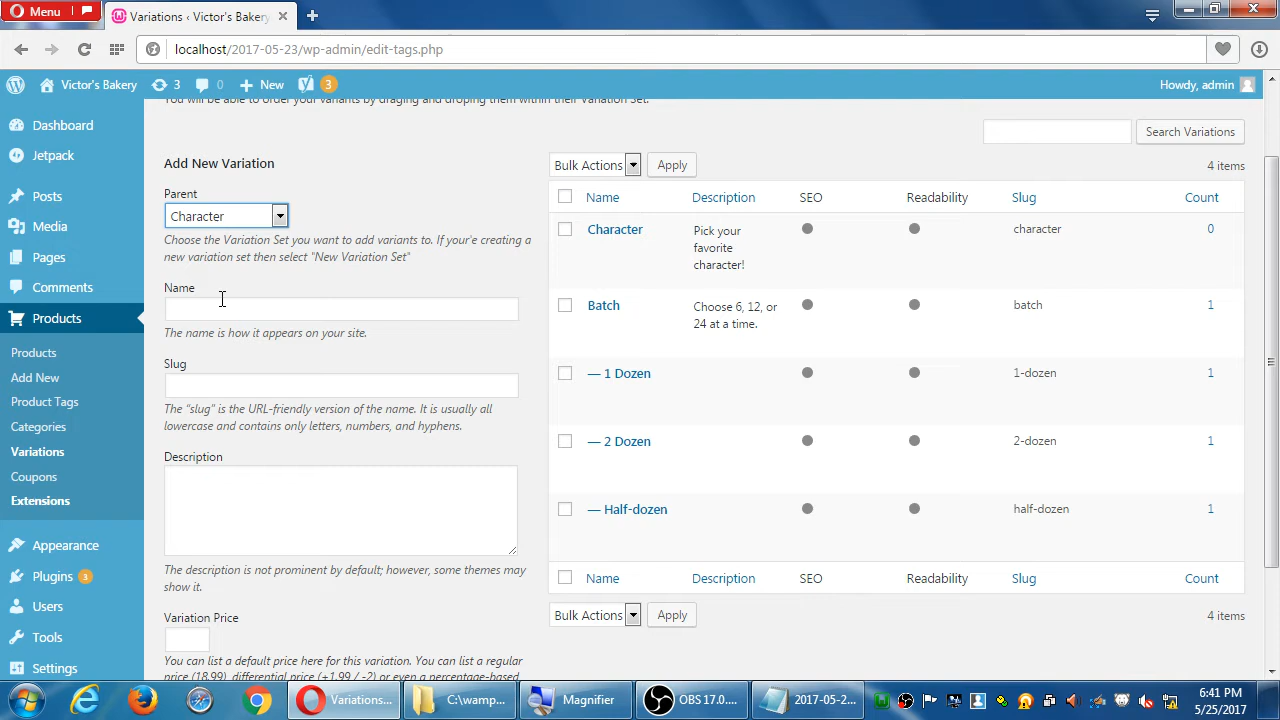 Menu
Variations ‹ Victor's Bakery
localhost/2017-05-23/wp-admin/edit-tags.php
Victor's Bakery 3 0 New 3 Howdy, admin
You will be able to order your variants by draging and droping them within their Variation Set.
Dashboard
Jetpack
Posts
Media
Pages
Comments
Products
Products
Add New
Product Tags
Categories
Variations
Coupons
Extensions
Appearance
Plugins 3
Users
Tools
Settings
Search Variations
Add New Variation
Parent
Character
Choose the Variation Set you want to add variants to. If your'e creating a
new variation set then select "New Variation Set"
Name
The name is how it appears on your site.
Slug
The “slug” is the URL-friendly version of the name. It is usually all
lowercase and contains only letters, numbers, and hyphens.
Description
The description is not prominent by default; however, some themes may
show it.
Variation Price
You can list a default price here for this variation. You can list a regular
price (18.99), differential price (+1.99 / -2) or even a percentage-based
Bulk Actions Apply 4 items
Name Description SEO Readability Slug Count
Character Pick your character 0
favorite
character!
Batch Choose 6, 12, or batch 1
24 at a time.
— 1 Dozen 1-dozen 1
— 2 Dozen 2-dozen 1
— Half-dozen half-dozen 1
Name Description SEO Readability Slug Count
Bulk Actions Apply 4 items
Variations... C:\wamp... Magnifier OBS 17.0.... 2017-05-2... 6:41 PM
5/25/2017